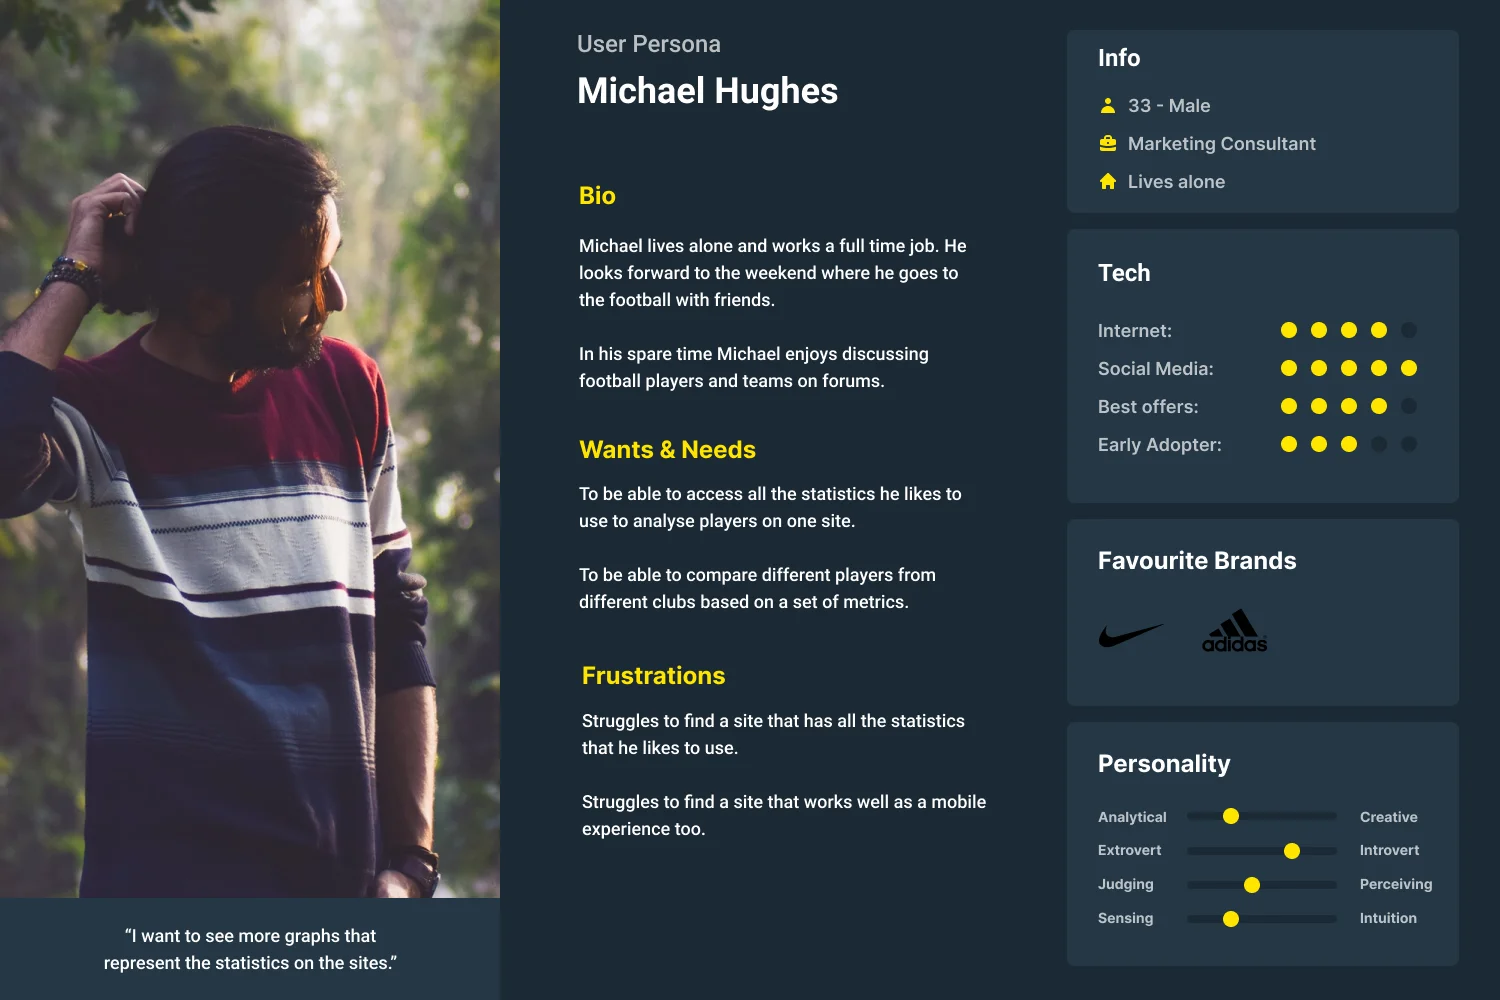 User Persona
Michael Hughes
Bio
Michael lives alone and works a full time job. He
looks forward to the weekend where he goes to
the football with friends.
In his spare time Michael enjoys discussing
football players and teams on forums.
Wants & Needs
To be able to access all the statistics he likes to
use to analyse players on one site.
To be able to compare different players from
different clubs based on a set of metrics.
Frustrations
Struggles to find a site that has all the statistics
that he likes to use.
Struggles to find a site that works well as a mobile
experience too.
“I want to see more graphs that
represent the statistics on the sites.”
Info
33 - Male
Marketing Consultant
Lives alone
Tech
Internet:
Social Media:
Best offers:
Early Adopter:
Favourite Brands
adidas
Personality
Analytical Creative
Extrovert Introvert
Judging Perceiving
Sensing Intuition